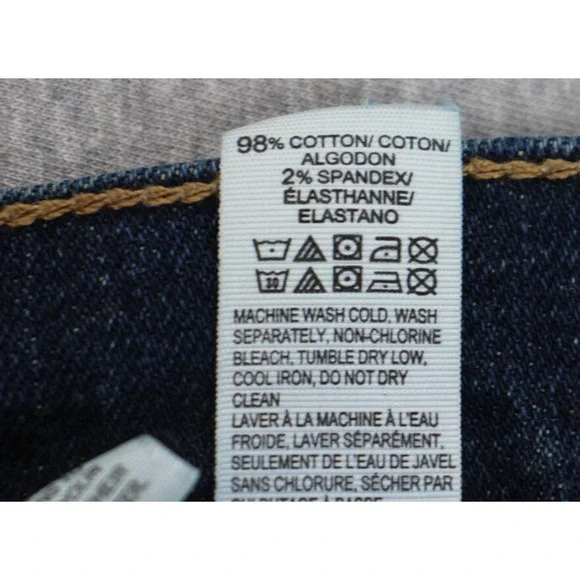 98% COTTON/ COTON/
ALGODON
2% SPANDEX/
ÉLASTHANNE/
ELASTANO
30
MACHINE WASH COLD, WASH
SEPARATELY, NON-CHLORINE
BLEACH, TUMBLE DRY LOW,
COOL IRON, DO NOT DRY
CLEAN
LAVER À LA MACHINE À L'EAU
FROIDE, LAVER SÉPARÉMENT,
SEULEMENT DE L'EAU DE JAVEL
SANS CHLORURE, SÉCHER PAR